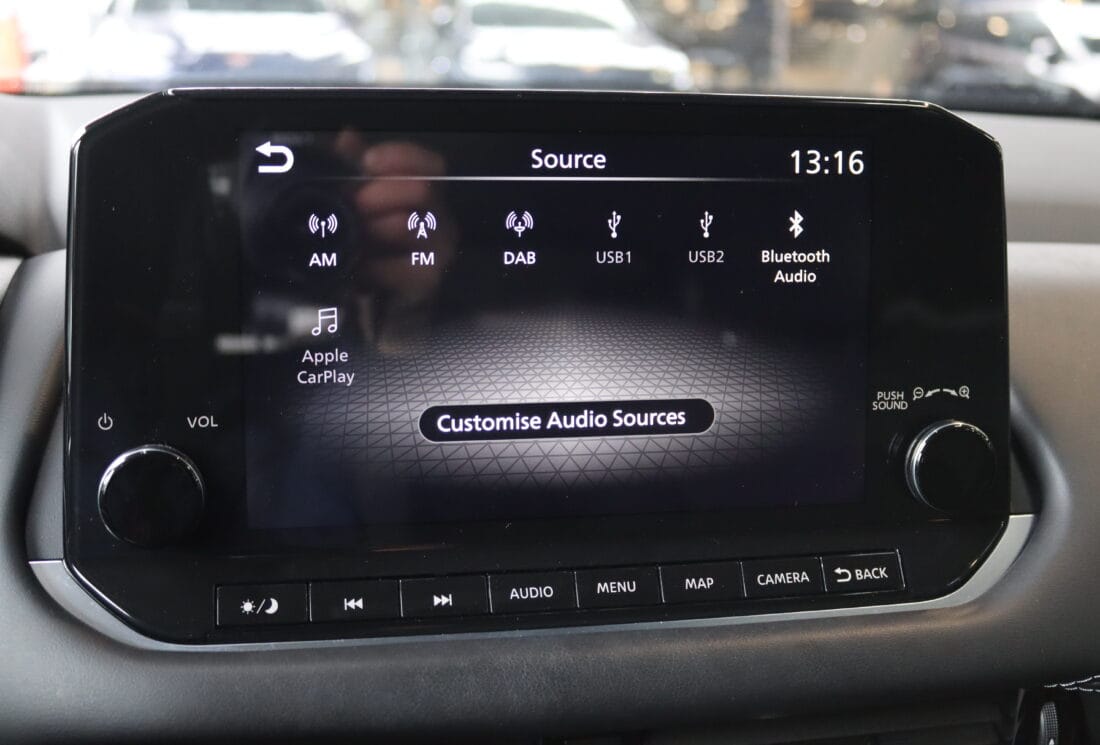 Source
13:16
AM
FM
DAB
USB1
USB2
Bluetooth
Audio
Apple
CarPlay
Customise Audio Sources
VOL
PUSH
SOUND
AUDIO
MENU
MAP
CAMERA
BACK